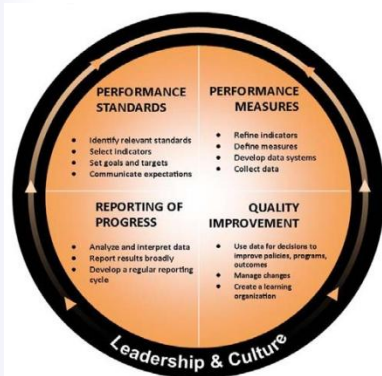 PERFORMANCE
STANDARDS
Identify relevant standards
Select indicators
Set goals and targets
Communicate expectations
PERFORMANCE
MEASURES
Refine indicators
Define measures
Develop data systems
Collect data
REPORTING OF
PROGRESS
Analyze and interpret data
Report results broadly
Develop a regular reporting
cycle
QUALITY
IMPROVEMENT
Use data for decisions to
improve policies, programs,
outcomes
Manage changes
Create a learning
organization
Leadership & Culture